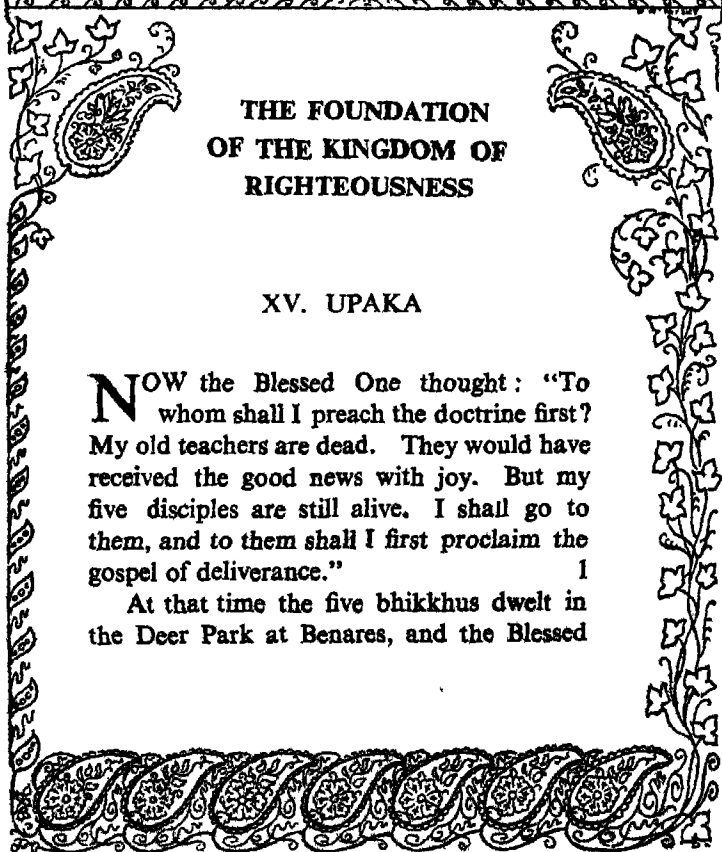 THE FOUNDATION
OF THE KINGDOM OF
RIGHTEOUSNESS
XV. UPAKA
NOW the Blessed One thought: "To
whom shall I preach the doctrine first?
My old teachers are dead. They would have
received the good news with joy. But my
five disciples are still alive. I shall go to
them, and to them shall I first proclaim the
gospel of deliverance." 1
At that time the five bhikkhus dwelt in
the Deer Park at Benares, and the Blessed